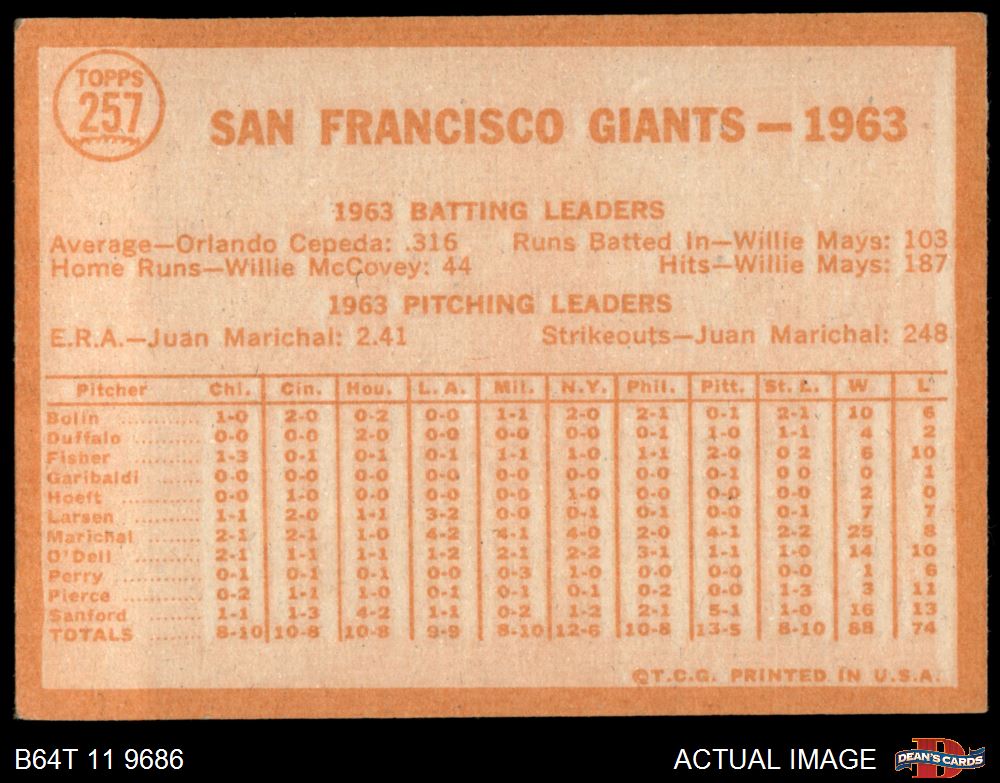 TOPPS
257
SAN FRANCISCO GIANTS — 1963
1963 BATTING LEADERS
Average—Orlando Cepeda: .316 Runs Batted In—Willie Mays: 103
Home Runs—Willie McCovey: 44 Hits—Willie Mays: 187
1963 PITCHING LEADERS
E.R.A.—Juan Marichal: 2.41 Strikeouts—Juan Marichal: 248
Pitcher Chi. Cin. Hou. L.A. Mil. N.Y. Phil. Pitt. St. L. W L
Bolin .......... 1-0 2-0 0-2 0-0 1-1 2-0 2-1 0-1 2-1 10 6
Duffalo .......... 0-0 0-0 2-0 0-0 0-0 0-0 0-1 1-0 1-1 4 2
Fisher .......... 1-3 0-1 0-1 0-1 1-1 1-0 1-1 2-0 0-2 6 10
Garibaldi .......... 0-0 0-0 0-0 0-0 0-0 0-0 0-0 0-1 0-0 0 1
Hoeft .......... 0-0 1-0 0-0 0-0 0-0 1-0 0-0 0-0 0-0 2 0
Larsen .......... 1-1 2-0 1-1 3-2 0-0 0-1 0-1 0-0 0-1 7 7
Marichal .......... 2-1 2-1 1-0 4-2 4-1 4-0 2-0 4-1 2-2 25 8
O'Dell .......... 2-1 1-1 1-1 1-2 2-1 2-2 3-1 1-1 1-0 14 10
Perry .......... 0-1 0-1 0-1 0-0 0-3 1-0 0-0 0-0 0-0 1 6
Pierce .......... 0-2 1-1 1-0 0-1 0-1 0-1 0-2 0-0 1-3 3 11
Sanford .......... 1-1 1-3 4-2 1-1 0-2 1-2 2-1 5-1 1-0 16 13
TOTALS .......... 8-10 10-8 10-8 9-9 8-10 12-6 10-8 13-5 8-10 88 74
©T.C.G. PRINTED IN U.S.A.
B64T 11 9686 ACTUAL IMAGE
D
DEAN'S CARDS